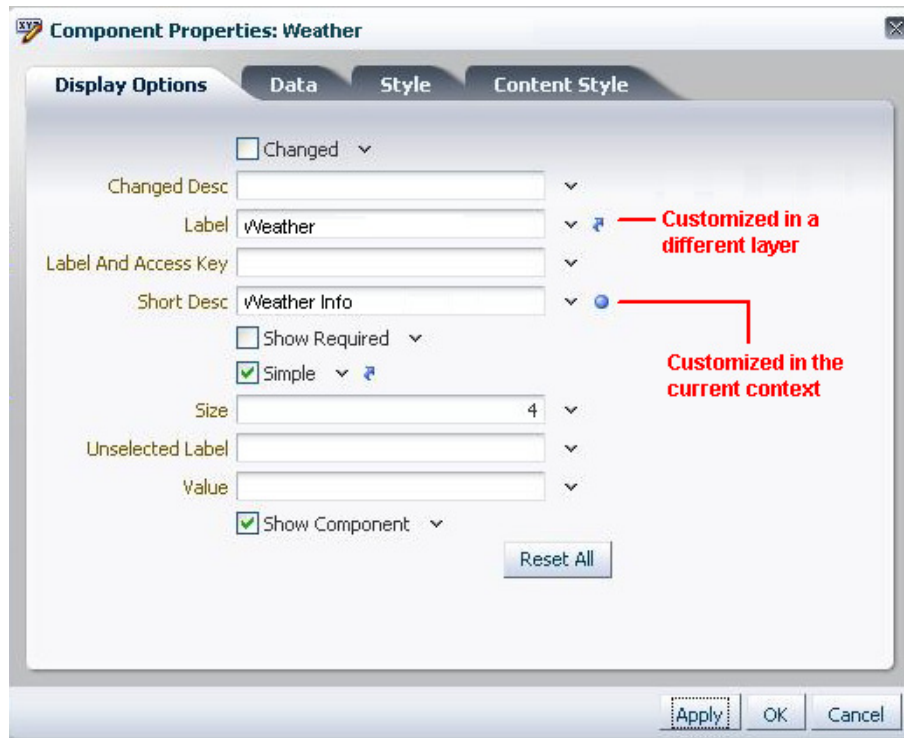 Component Properties: Weather
Display Options Data Style Content Style
Changed
Changed Desc
Label Weather
Customized in a
different layer
Label And Access Key
Short Desc Weather Info
Show Required
Customized in the
current context
Simple
Size 4
Unselected Label
Value
Show Component
Reset All
Apply OK Cancel